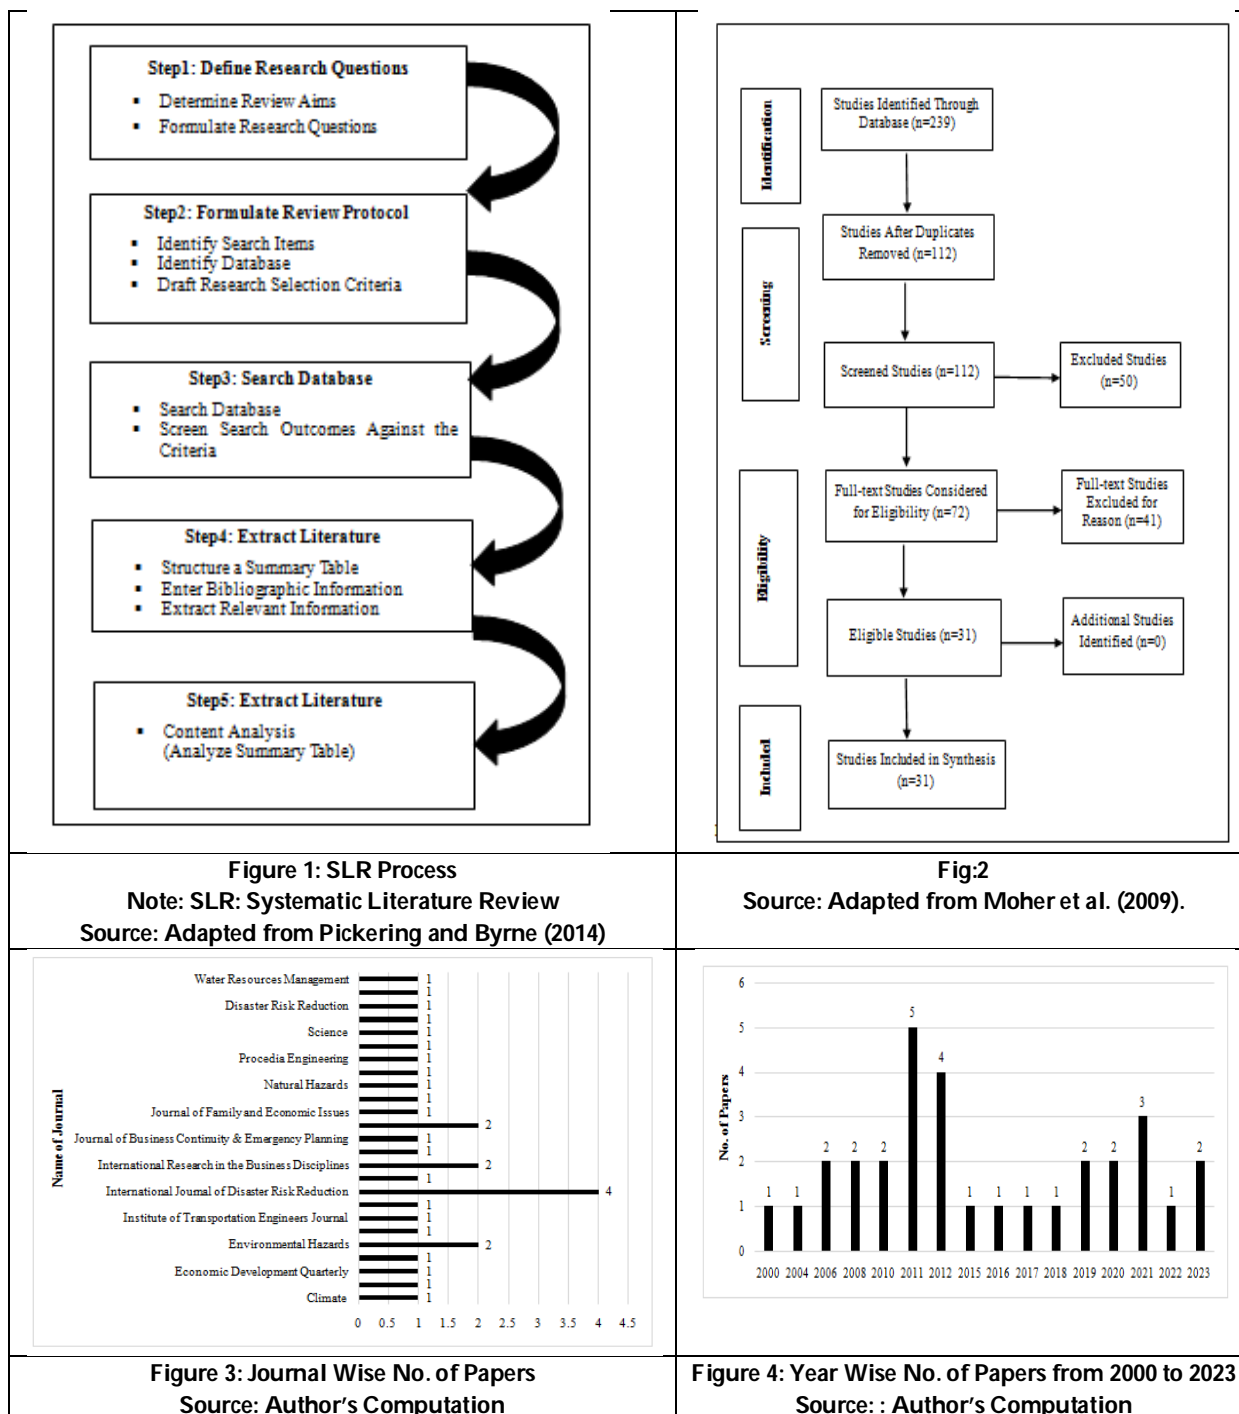 Step1: Define Research Questions
▪ Determine Review Aims
▪ Formulate Research Questions
Step2: Formulate Review Protocol
▪ Identify Search Items
▪ Identify Database
▪ Draft Research Selection Criteria
Step3: Search Database
▪ Search Database
▪ Screen Search Outcomes Against the
Criteria
Step4: Extract Literature
▪ Structure a Summary Table
▪ Enter Bibliographic Information
▪ Extract Relevant Information
Step5: Extract Literature
▪ Content Analysis
(Analyze Summary Table)
Identification
Studies Identified Through
Database (n=239)
Screening
Studies After Duplicates
Removed (n=112)
Screened Studies (n=112)
Excluded Studies
(n=50)
Eligibility
Full-text Studies Considered
for Eligibility (n=72)
Full-text Studies
Excluded for
Reason (n=41)
Eligible Studies (n=31)
Additional Studies
Identified (n=0)
Included
Studies Included in Synthesis
(n=31)
Figure 1: SLR Process
Note: SLR: Systematic Literature Review
Source: Adapted from Pickering and Byrne (2014)
Fig:2
Source: Adapted from Moher et al. (2009).
Name of Journal
Water Resources Management 1
1
Disaster Risk Reduction 1
1
Science 1
1
Procedia Engineering 1
1
Natural Hazards 1
1
Journal of Family and Economic Issues 1
2
Journal of Business Continuity & Emergency Planning 1
1
International Research in the Business Disciplines 2
1
International Journal of Disaster Risk Reduction 4
1
Institute of Transportation Engineers Journal 1
1
Environmental Hazards 2
1
Economic Development Quarterly 1
1
Climate 1
0 0.5 1 1.5 2 2.5 3 3.5 4 4.5
No. of Papers
6
5
4
3
2
1
0
1 1 2 2 2 5 4 1 1 1 1 2 2 3 1 2
2000 2004 2006 2008 2010 2011 2012 2015 2016 2017 2018 2019 2020 2021 2022 2023
Figure 3: Journal Wise No. of Papers
Source: Author's Computation
Figure 4: Year Wise No. of Papers from 2000 to 2023
Source: : Author's Computation